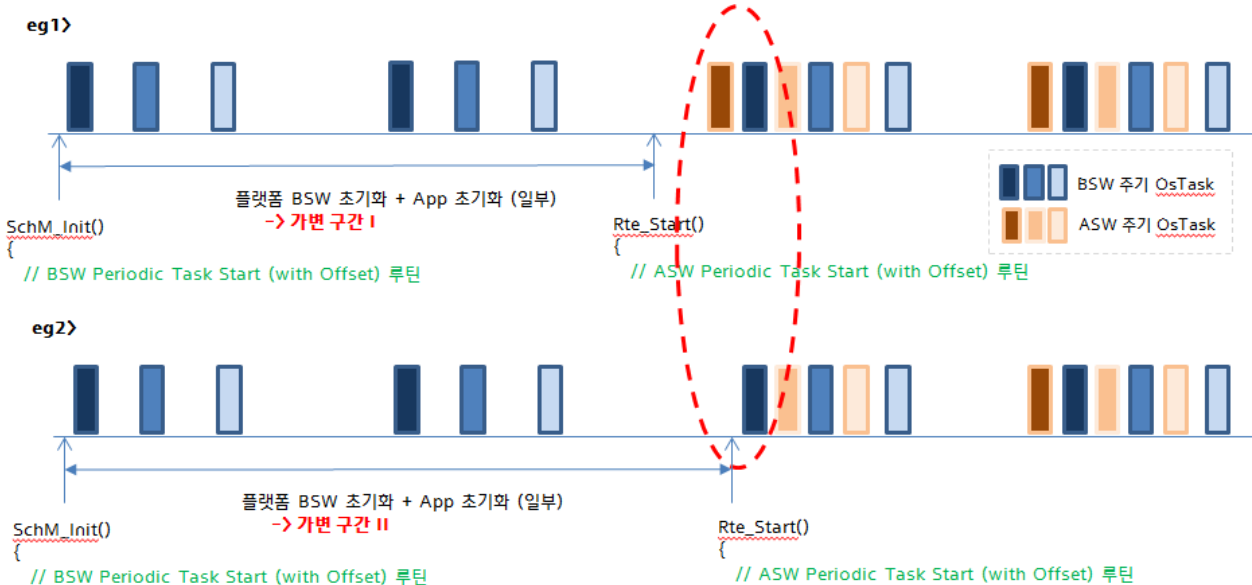 eg1>
플랫폼 BSW 초기화 + App 초기화 (일부)
-> 가변 구간 I
SchM_Init()
{
// BSW Periodic Task Start (with Offset) 루틴
Rte_Start()
{
// ASW Periodic Task Start (with Offset) 루틴
BSW 주기 OsTask
ASW 주기 OsTask
eg2>
플랫폼 BSW 초기화 + App 초기화 (일부)
-> 가변 구간 II
SchM_Init()
{
// BSW Periodic Task Start (with Offset) 루틴
Rte_Start()
{
// ASW Periodic Task Start (with Offset) 루틴